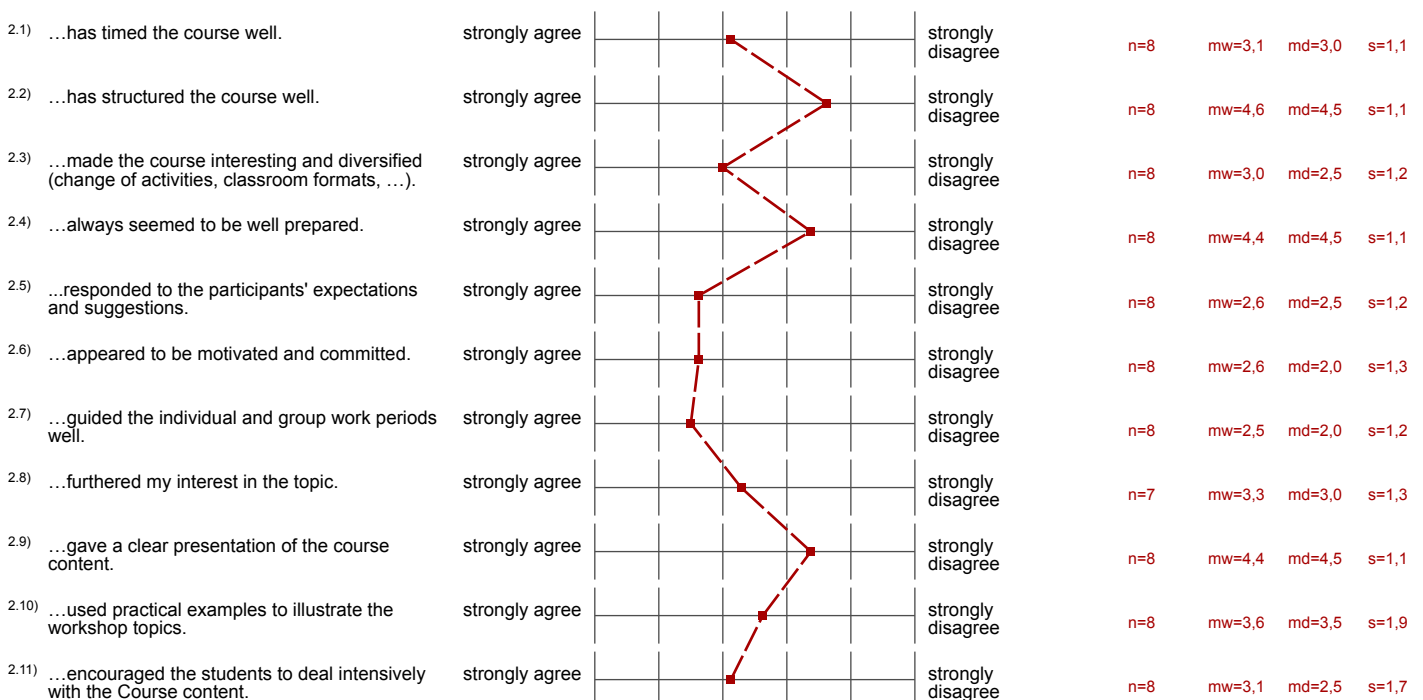 2.1) …has timed the course well. strongly agree strongly
disagree n=8 mw=3,1 md=3,0 s=1,1
2.2) …has structured the course well. strongly agree strongly
disagree n=8 mw=4,6 md=4,5 s=1,1
2.3) …made the course interesting and diversified strongly agree strongly
(change of activities, classroom formats, …). disagree n=8 mw=3,0 md=2,5 s=1,2
2.4) …always seemed to be well prepared. strongly agree strongly
disagree n=8 mw=4,4 md=4,5 s=1,1
2.5) ...responded to the participants' expectations strongly agree strongly
and suggestions. disagree n=8 mw=2,6 md=2,5 s=1,2
2.6) …appeared to be motivated and committed. strongly agree strongly
disagree n=8 mw=2,6 md=2,0 s=1,3
2.7) …guided the individual and group work periods strongly agree strongly
well. disagree n=8 mw=2,5 md=2,0 s=1,2
2.8) …furthered my interest in the topic. strongly agree strongly
disagree n=7 mw=3,3 md=3,0 s=1,3
2.9) …gave a clear presentation of the course strongly agree strongly
content. disagree n=8 mw=4,4 md=4,5 s=1,1
2.10) …used practical examples to illustrate the strongly agree strongly
workshop topics. disagree n=8 mw=3,6 md=3,5 s=1,9
2.11) …encouraged the students to deal intensively strongly agree strongly
with the Course content. disagree n=8 mw=3,1 md=2,5 s=1,7